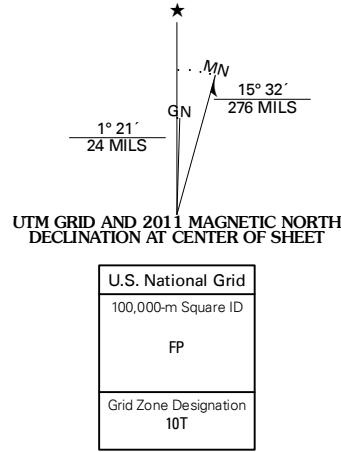 ★
MN
GN
15° 32´
276 MILS
1° 21´
24 MILS
UTM GRID AND 2011 MAGNETIC NORTH
DECLINATION AT CENTER OF SHEET
U.S. National Grid
100,000-m Square ID
FP
Grid Zone Designation
10T